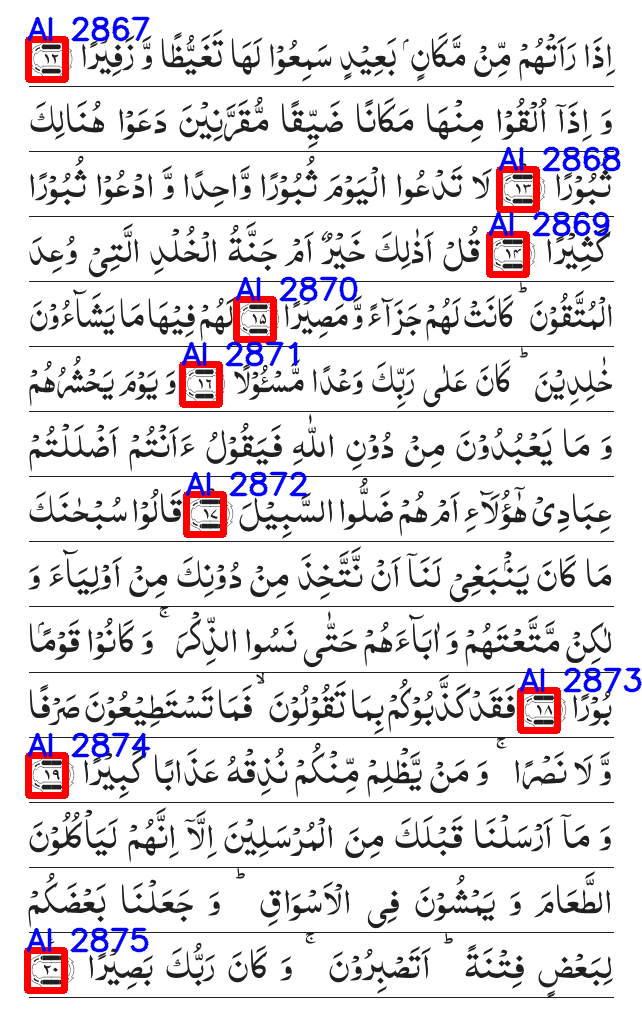 AI 2867
اِذَا رَاَتْهُمْ مِّنْ مَّكَانٍۭ بَعِیْدٍ سَمِعُوْا لَهَا تَغَیُّظًا وَّ زَفِیْرًا ۝۱۲
وَ اِذَاۤ اُلْقُوْا مِنْهَا مَكَانًا ضَیِّقًا مُّقَرَّنِیْنَ دَعَوْا هُنَالِكَ
AI 2868
ثُبُوْرًا ۝۱۳ لَا تَدْعُوا الْیَوْمَ ثُبُوْرًا وَّاحِدًا وَّ ادْعُوْا ثُبُوْرًا
AI 2869
كَثِیْرًا ۝۱۴ قُلْ اَذٰلِكَ خَیْرٌ اَمْ جَنَّةُ الْخُلْدِ الَّتِیْ وُعِدَ
AI 2870
الْمُتَّقُوْنَ ؕ كَانَتْ لَهُمْ جَزَآءً وَّ مَصِیْرًا ۝۱۵ لَهُمْ فِیْهَا مَا یَشَآءُوْنَ
AI 2871
خٰلِدِیْنَ ؕ كَانَ عَلٰی رَبِّكَ وَعْدًا مَّسْـُٔوْلًا ۝۱۶ وَ یَوْمَ یَحْشُرُهُمْ
وَ مَا یَعْبُدُوْنَ مِنْ دُوْنِ اللّٰهِ فَیَقُوْلُ ءَاَنْتُمْ اَضْلَلْتُمْ
AI 2872
عِبَادِیْ هٰۤؤُلَآءِ اَمْ هُمْ ضَلُّوا السَّبِیْلَ ۝۱۷ قَالُوْا سُبْحٰنَكَ
مَا كَانَ یَنْۢبَغِیْ لَنَاۤ اَنْ نَّتَّخِذَ مِنْ دُوْنِكَ مِنْ اَوْلِیَآءَ وَ
لٰكِنْ مَّتَّعْتَهُمْ وَ اٰبَآءَهُمْ حَتّٰی نَسُوا الذِّكْرَ ۚ وَ كَانُوْا قَوْمًۢا
AI 2873
بُوْرًا ۝۱۸ فَقَدْ كَذَّبُوْكُمْ بِمَا تَقُوْلُوْنَ ۙ فَمَا تَسْتَطِیْعُوْنَ صَرْفًا
AI 2874
وَّ لَا نَصْرًا ۚ وَ مَنْ یَّظْلِمْ مِّنْكُمْ نُذِقْهُ عَذَابًا كَبِیْرًا ۝۱۹
وَ مَاۤ اَرْسَلْنَا قَبْلَكَ مِنَ الْمُرْسَلِیْنَ اِلَّاۤ اِنَّهُمْ لَیَاْكُلُوْنَ
الطَّعَامَ وَ یَمْشُوْنَ فِی الْاَسْوَاقِ ؕ وَ جَعَلْنَا بَعْضَكُمْ
AI 2875
لِبَعْضٍ فِتْنَةً ؕ اَتَصْبِرُوْنَ ۚ وَ كَانَ رَبُّكَ بَصِیْرًا ۝۲۰